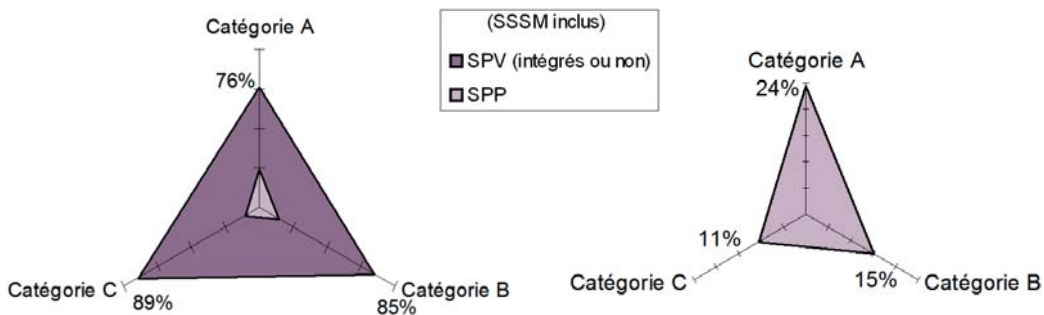 Catégorie A
76%
Catégorie C
89%
Catégorie B
85%
(SSSM inclus)
SPV (intégrés ou non)
SPP
Catégorie A
24%
11%
Catégorie C
15%
Catégorie B